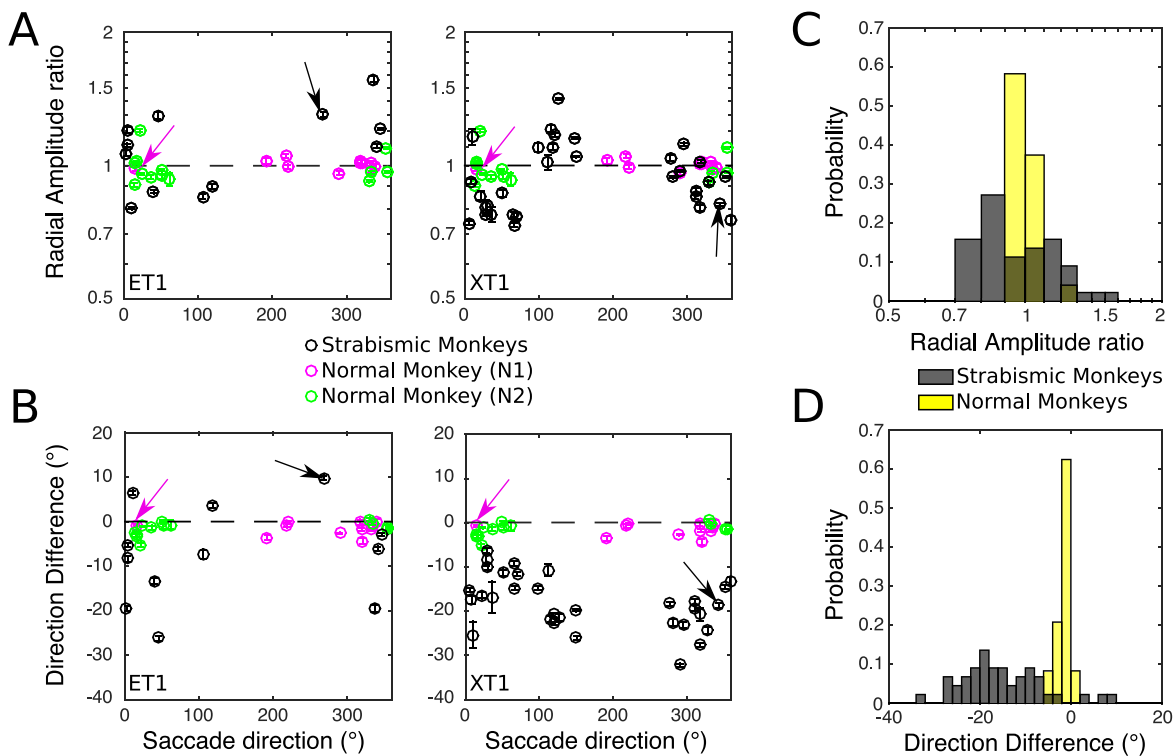 A
Radial Amplitude ratio
2
1.5
1
0.7
0.5
0 100 200 300
ET1
2
1.5
1
0.7
0.5
0 100 200 300
XT1
Strabismic Monkeys
Normal Monkey (N1)
Normal Monkey (N2)
B
Direction Difference (°)
20
10
0
-10
-20
-30
-40
0 100 200 300
ET1
Saccade direction (°)
20
10
0
-10
-20
-30
-40
0 100 200 300
XT1
Saccade direction (°)
C
Probability
0.7
0.6
0.5
0.4
0.3
0.2
0.1
0
0.5 0.7 1 1.5 2
Radial Amplitude ratio
Strabismic Monkeys
Normal Monkeys
D
Probability
0.7
0.6
0.5
0.4
0.3
0.2
0.1
0
-40 -20 0 20
Direction Difference (°)